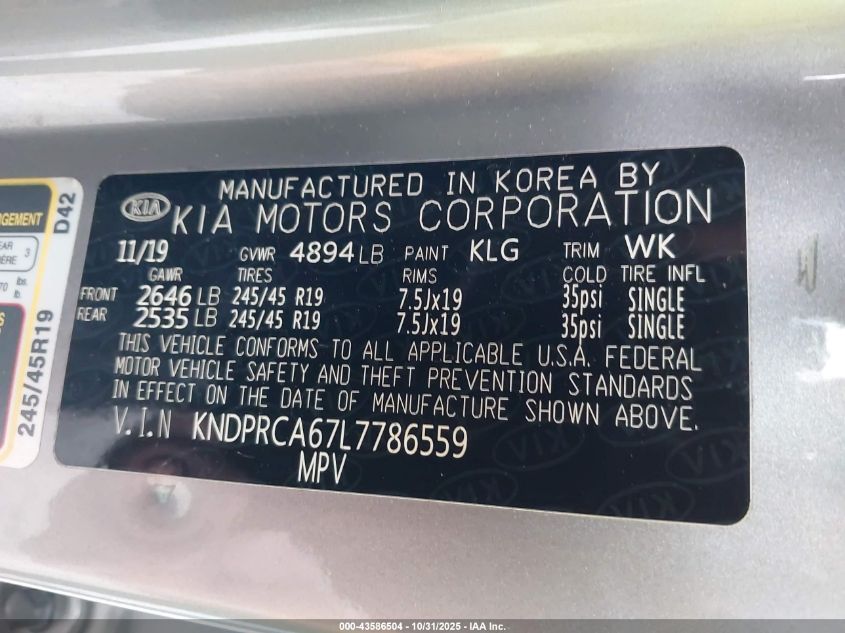 MANUFACTURED IN KOREA BY
KIA KIA MOTORS CORPORATION
11/19 GVWR 4894 LB PAINT KLG TRIM WK
GAWR TIRES RIMS COLD TIRE INFL
FRONT 2646 LB 245/45 R19 7.5Jx19 35psi SINGLE
REAR 2535 LB 245/45 R19 7.5Jx19 35psi SINGLE
THIS VEHICLE CONFORMS TO ALL APPLICABLE U.S.A. FEDERAL
MOTOR VEHICLE SAFETY AND THEFT PREVENTION STANDARDS
IN EFFECT ON THE DATE OF MANUFACTURE SHOWN ABOVE.
V.I.N KNDPRCA67L7786559
MPV
D42
245/45R19
3
lbs.
lb.
000-43586504 - 10/31/2025 - IAA Inc.